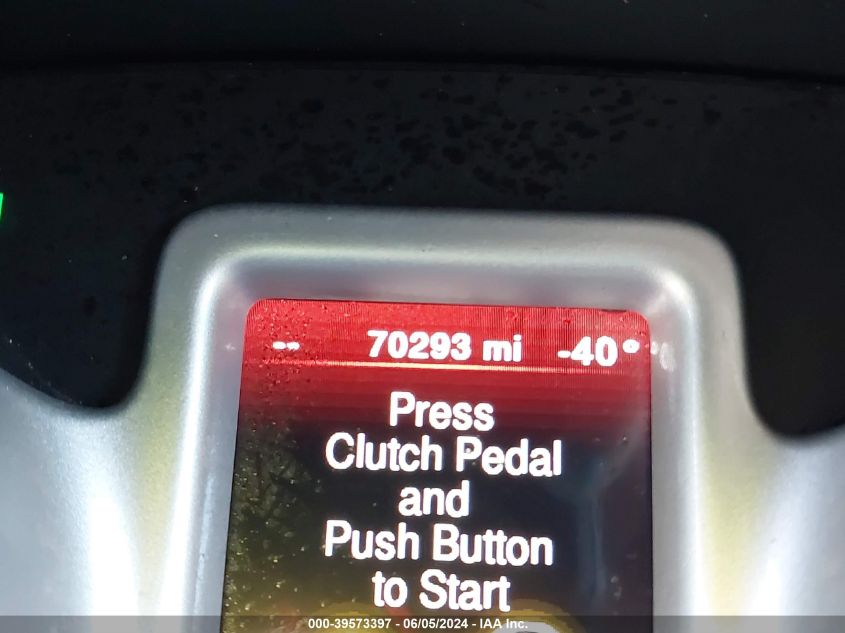 -- 70293 mi -40°
Press
Clutch Pedal
and
Push Button
to Start
000-39573397 - 06/05/2024 - IAA Inc.